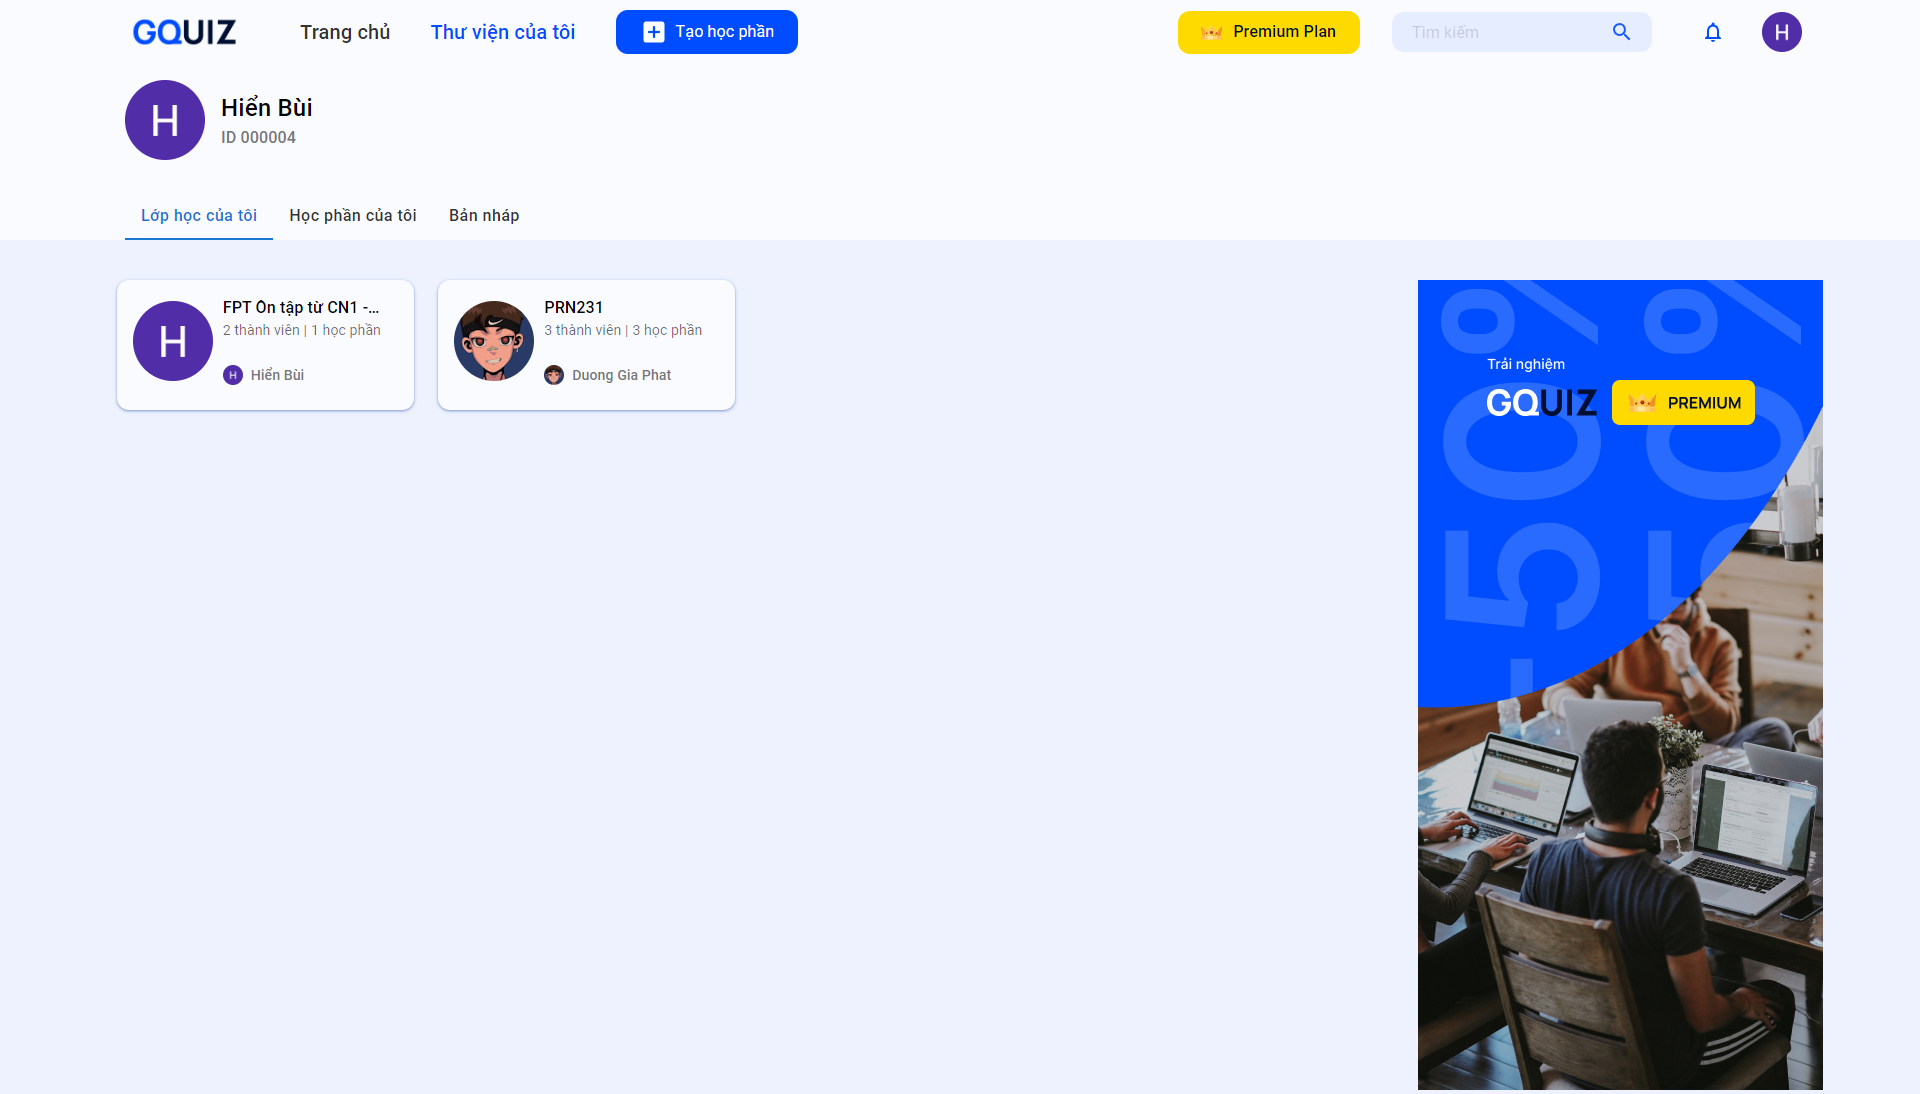 GQUIZ
Trang chủ
Thư viện của tôi
Tạo học phần
Premium Plan
Tìm kiếm
H
H
Hiển Bùi
ID 000004
Lớp học của tôi
Học phần của tôi
Bản nháp
H
FPT Ôn tập từ CN1 -...
2 thành viên | 1 học phần
H
Hiển Bùi
PRN231
3 thành viên | 3 học phần
Duong Gia Phat
Trải nghiệm
GQUIZ
PREMIUM
-50%
-50%